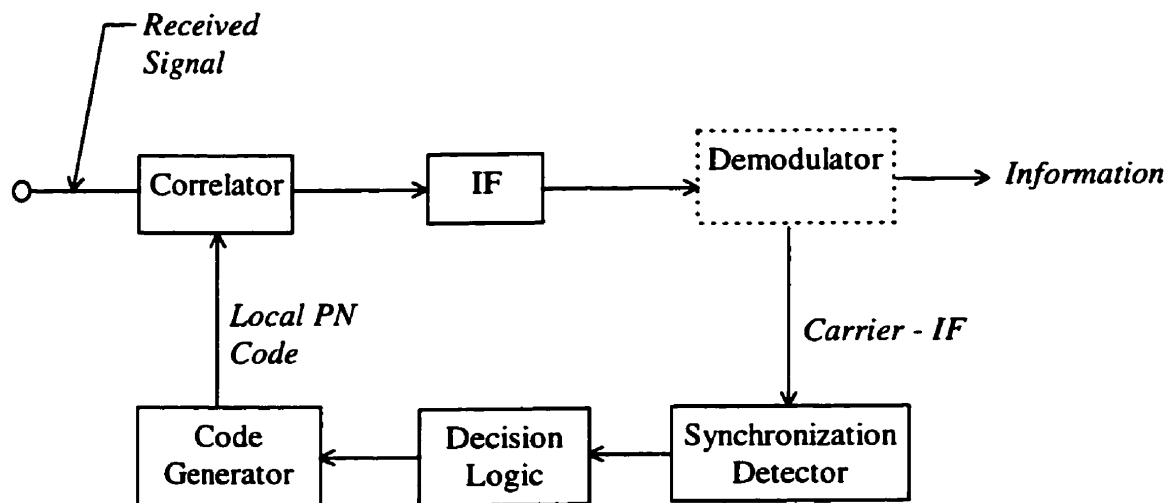 Received
Signal
Correlator
IF
Demodulator
Information
Local PN
Code
Carrier - IF
Code
Generator
Decision
Logic
Synchronization
Detector